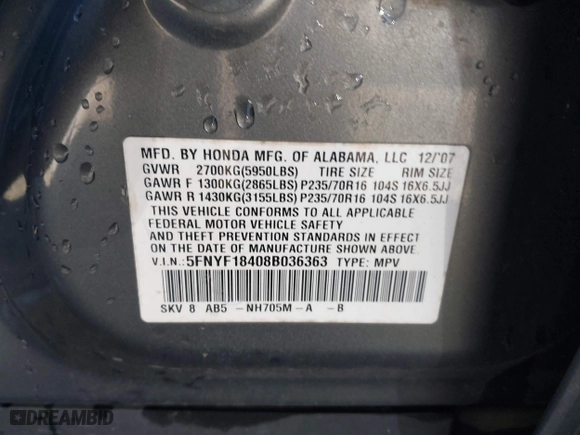 MFD. BY HONDA MFG. OF ALABAMA, LLC 12/'07
GVWR 2700KG(5950LBS) TIRE SIZE RIM SIZE
GAWR F 1300KG(2865LBS) P235/70R16 104S 16X6.5JJ
GAWR R 1430KG(3155LBS) P235/70R16 104S 16X6.5JJ
THIS VEHICLE CONFORMS TO ALL APPLICABLE
FEDERAL MOTOR VEHICLE SAFETY
AND THEFT PREVENTION STANDARDS IN EFFECT
ON THE DATE OF MANUFACTURE SHOWN ABOVE.
V.I.N.: 5FNYF18408B036363 TYPE: MPV
SKV 8 AB5 -NH705M-A -B
DREAMBID